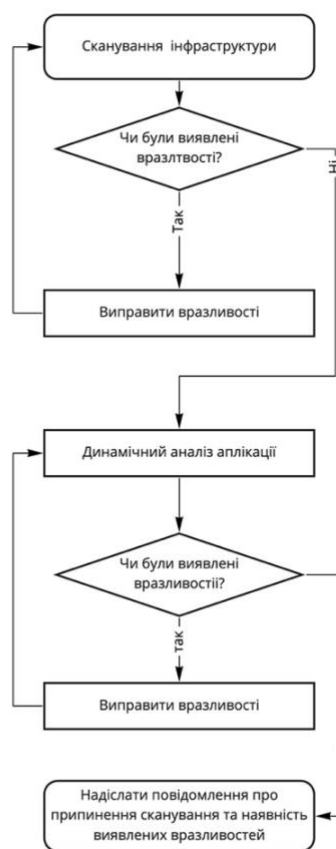 Сканування інфраструктури
Чи були виявлені
вразлтвості?
Ні
Так
Виправити вразливості
Динамічний аналіз аплікації
Чи були виявлені
вразливостіі?
так
Виправити вразливості
Надіслати повідомлення про
припинення сканування та наявність
виявлених вразливостей